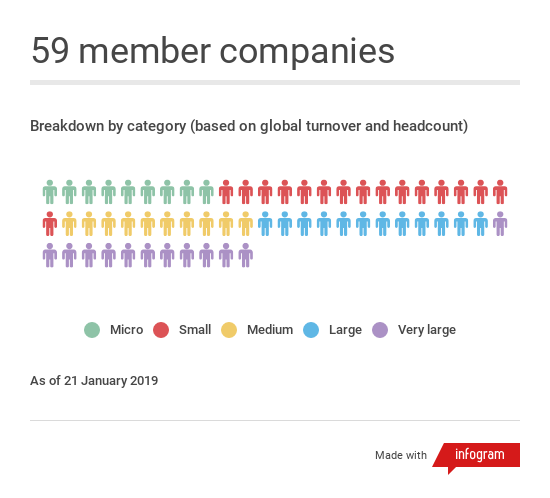 59 member companies
Breakdown by category (based on global turnover and headcount)
Micro Small Medium Large Very large
As of 21 January 2019
Made with infogram